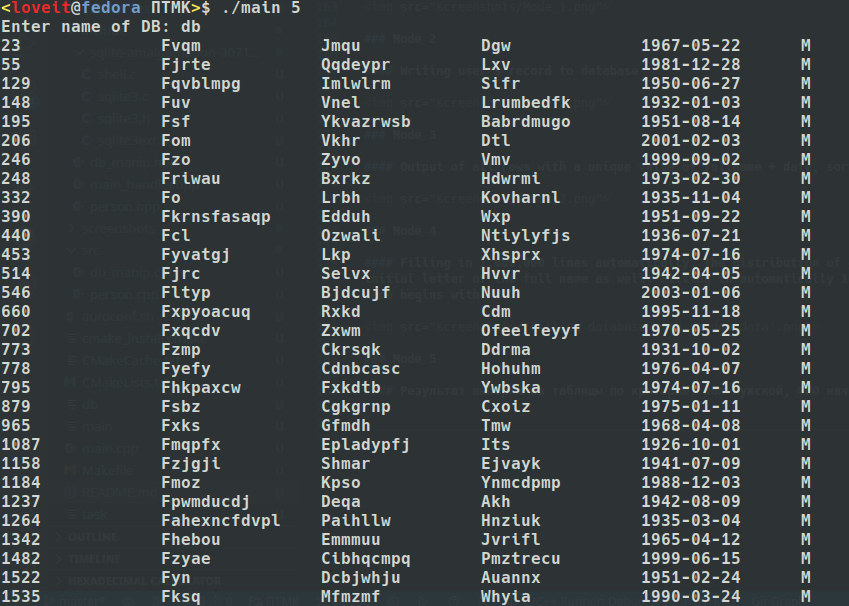 <loveit@fedora ПТМК>$ ./main 5
Enter name of DB: db
23 Fvqm Jmqu Dgw 1967-05-22 M
55 Fjrte Qqdeypr Lxv 1981-12-28 M
129 Fqvblmpg Imlwlrm Sifr 1950-06-27 M
148 Fuv Vnel Lrumbedfk 1932-01-03 M
195 Fsf Ykvazrwsb Babrdmugo 1951-08-14 M
206 Fom Vkhr Dtl 2001-02-03 M
246 Fzo Zyvo Vmv 1999-09-02 M
248 Friwau Bxrkz Hdwrmi 1973-02-30 M
332 Fo Lrbh Kovharnl 1935-11-04 M
390 Fkrnsfasaqp Edduh Wxp 1951-09-22 M
440 Fcl Ozwali Ntiylyfjs 1936-07-21 M
453 Fyvatgj Lkp Xhsprx 1974-07-16 M
514 Fjrc Selvx Hvvr 1942-04-05 M
546 Fltyp Bjdcujf Nuuh 2003-01-06 M
660 Fxpyoacuq Rxkd Cdm 1995-11-18 M
702 Fxqcdv Zxwm Ofeelfeyyf 1970-05-25 M
773 Fzmp Ckrsqk Ddrma 1931-10-02 M
778 Fyefy Cdnbcasc Hohuhm 1976-04-07 M
795 Fhkpaxcw Fxkdtb Ywbska 1974-07-16 M
879 Fsbz Cgkgrnp Cxoiz 1975-01-11 M
965 Fxks Gfmdh Tmw 1968-04-08 M
1087 Fmqpfx Epladypfj Its 1926-10-01 M
1158 Fzjgji Shmar Ejvayk 1941-07-09 M
1184 Fmoz Kpso Ynmcdpmp 1988-12-03 M
1237 Fpwmducdj Deqa Akh 1942-08-09 M
1264 Fahexncfdvpl Paihllw Hnziuk 1935-03-04 M
1342 Fhebou Emmmuu Jvrifl 1965-04-12 M
1482 Fzyae Cibhqcmpq Pmztrecu 1999-06-15 M
1522 Fyn Dcbjwhju Auannx 1951-02-24 M
1535 Fksq Mfmzmf Whyia 1990-03-24 M